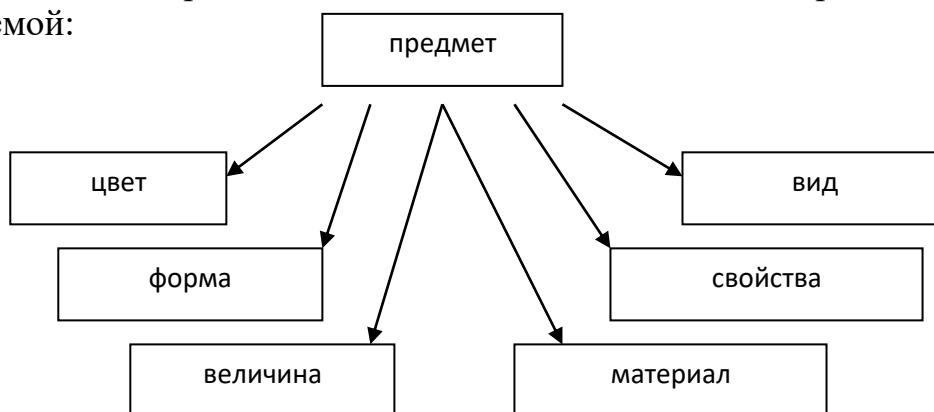 емой:
предмет
цвет
вид
форма
свойства
величина
материал